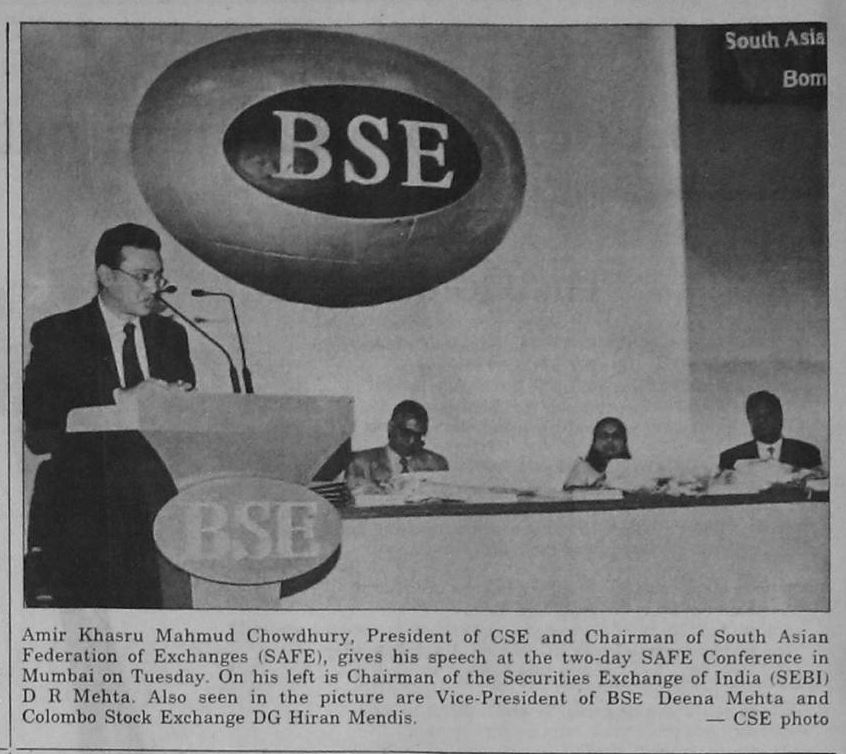 South Asia
Bom
BSE
BSE
Amir Khasru Mahmud Chowdhury, President of CSE and Chairman of South Asian
Federation of Exchanges (SAFE), gives his speech at the two-day SAFE Conference in
Mumbai on Tuesday. On his left is Chairman of the Securities Exchange of India (SEBI)
D R Mehta. Also seen in the picture are Vice-President of BSE Deena Mehta and
Colombo Stock Exchange DG Hiran Mendis. — CSE photo